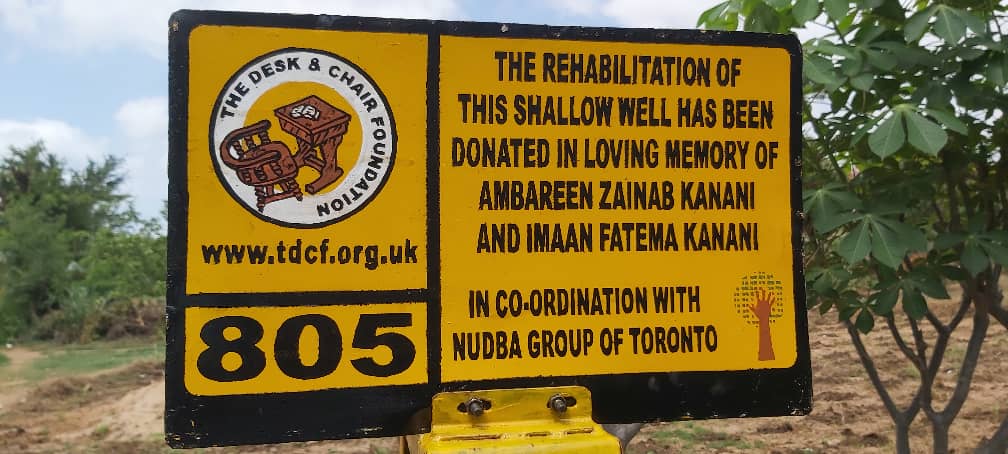 THE DESK & CHAIR FOUNDATION
www.tdcf.org.uk
805
THE REHABILITATION OF
THIS SHALLOW WELL HAS BEEN
DONATED IN LOVING MEMORY OF
AMBAREEN ZAINAB KANANI
AND IMAAN FATEMA KANANI
IN CO-ORDINATION WITH
NUDBA GROUP OF TORONTO